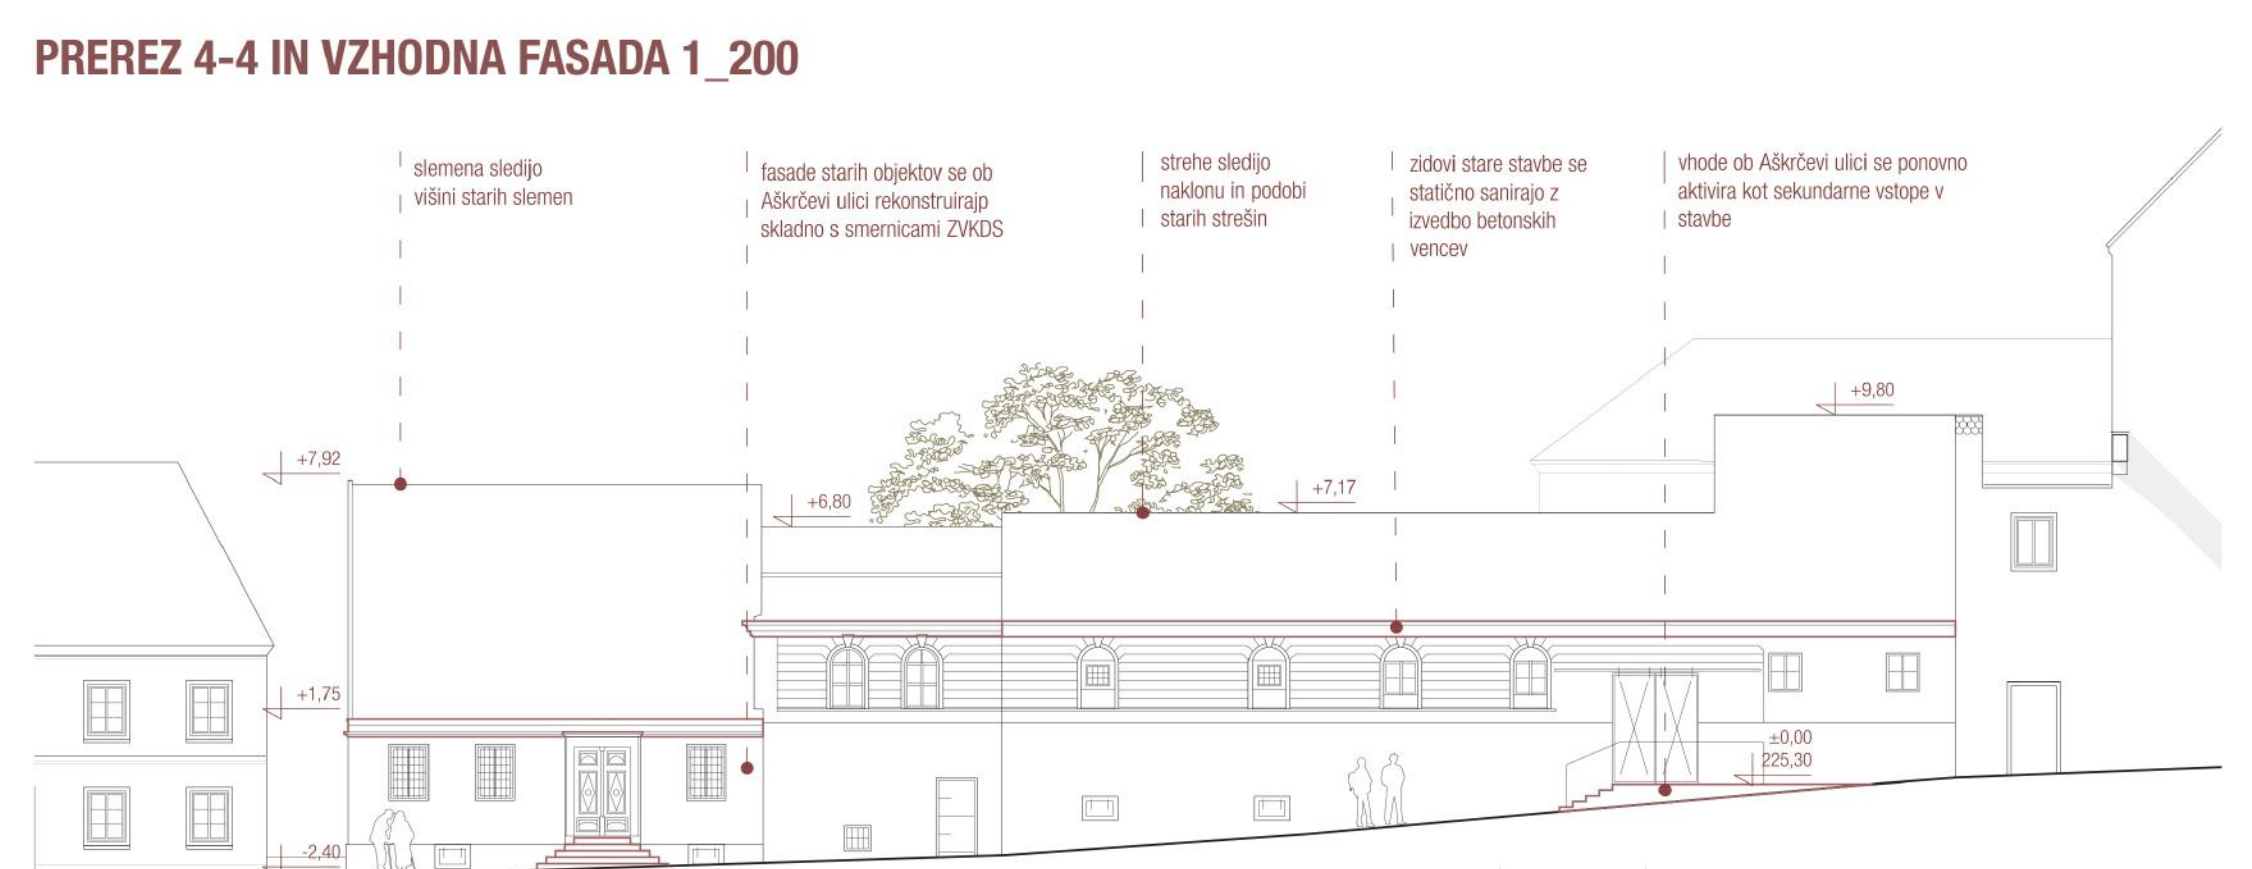 PREREZ 4-4 IN VZHODNA FASADA 1_200
slemena sledijo
višini starih slemen
fasade starih objektov se ob
Aškrčevi ulici rekonstruirajp
skladno s smernicami ZVKDS
strehe sledijo
naklonu in podobi
starih strešin
zidovi stare stavbe se
statično sanirajo z
izvedbo betonskih
vencev
vhode ob Aškrčevi ulici se ponovno
aktivira kot sekundarne vstope v
stavbe
+9,80
+7,92
+6,80
+7,17
+1,75
±0,00
225,30
-2,40